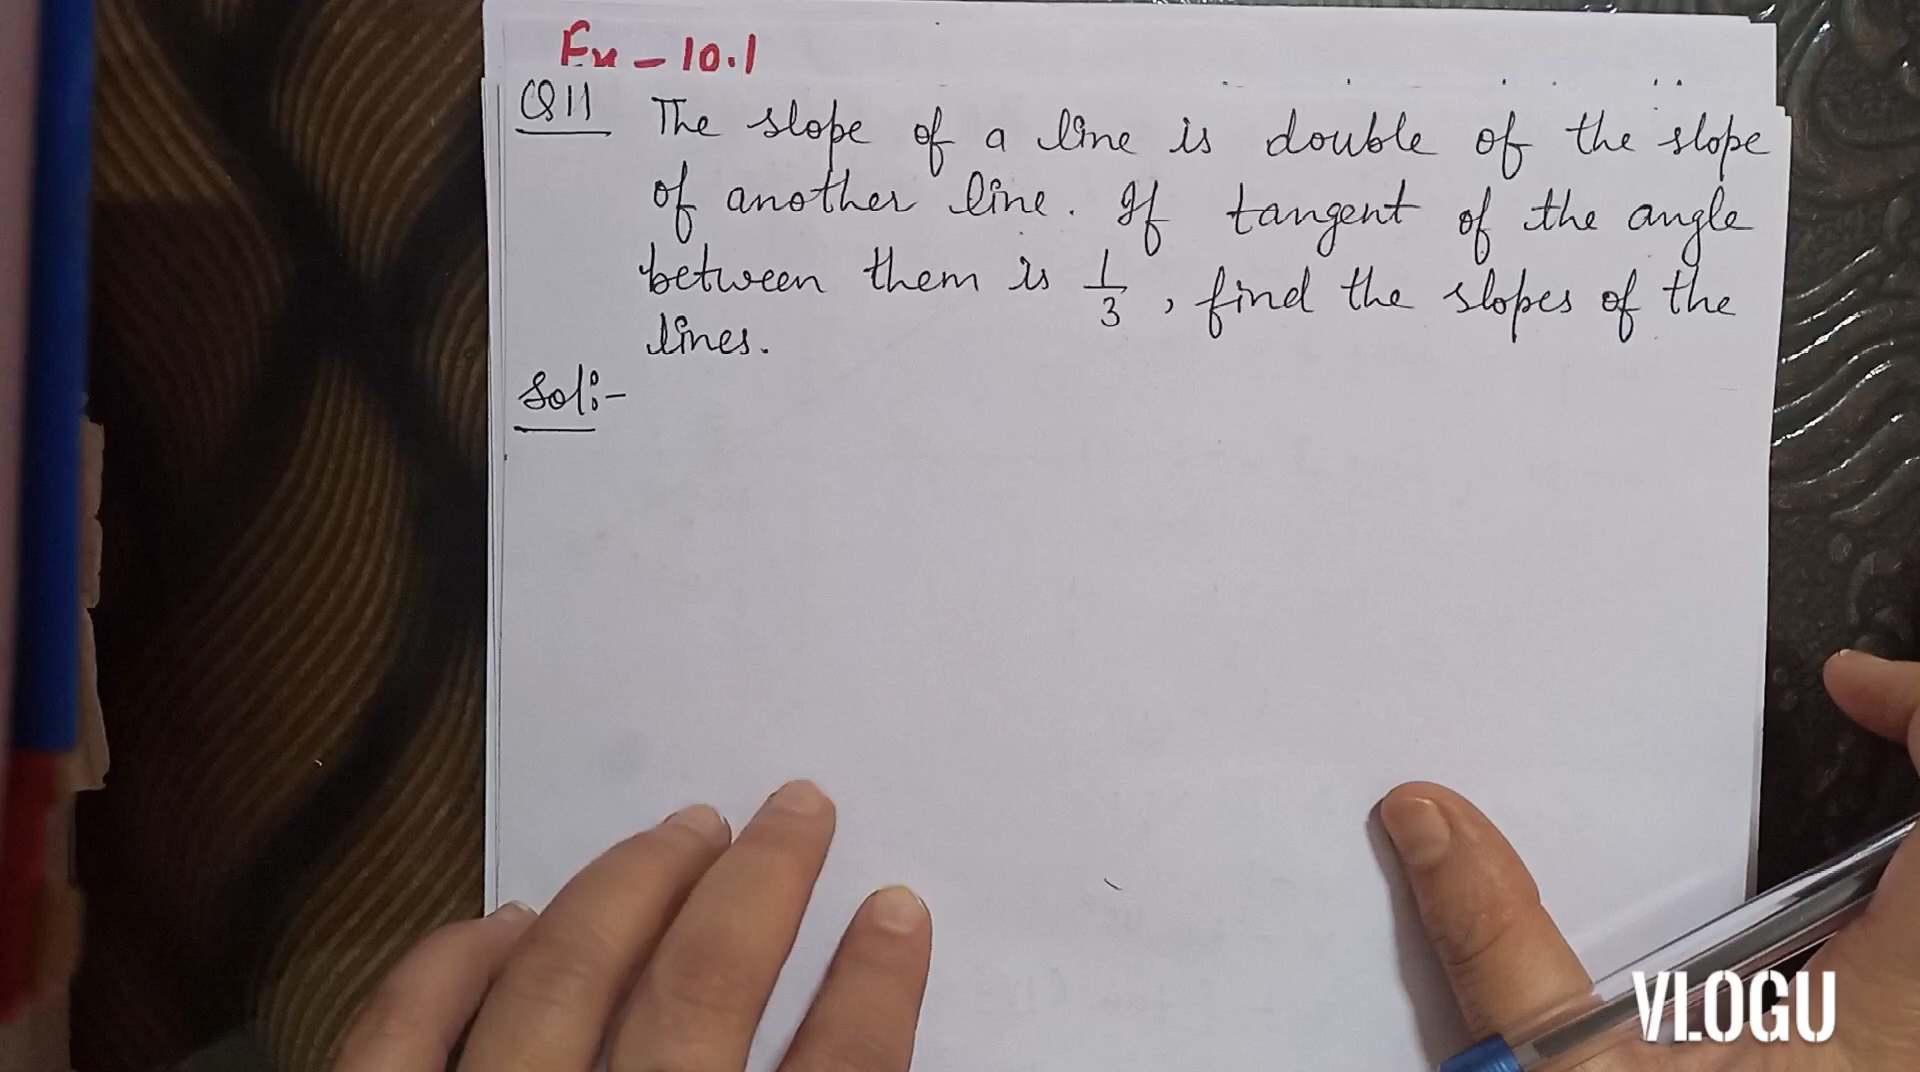 Ex - 10.1
Q11 The slope of a line is double of the slope
of another line. If tangent of the angle
between them is 1/3, find the slopes of the
lines.
Sol:-
VLOGU